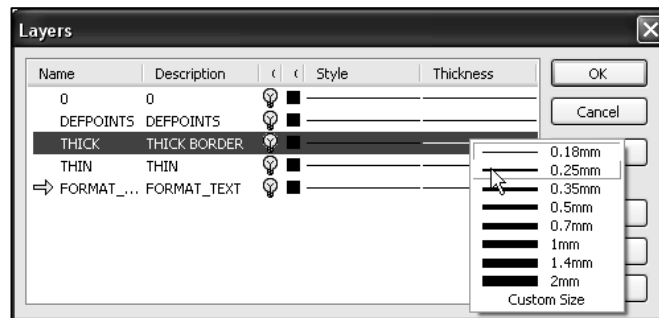 Layers
Name Description ( ( Style Thickness
0 0
DEFPOINTS DEFPOINTS
THICK THICK BORDER
THIN THIN
FORMAT_... FORMAT_TEXT
OK
Cancel
0.18mm
0.25mm
0.35mm
0.5mm
0.7mm
1mm
1.4mm
2mm
Custom Size